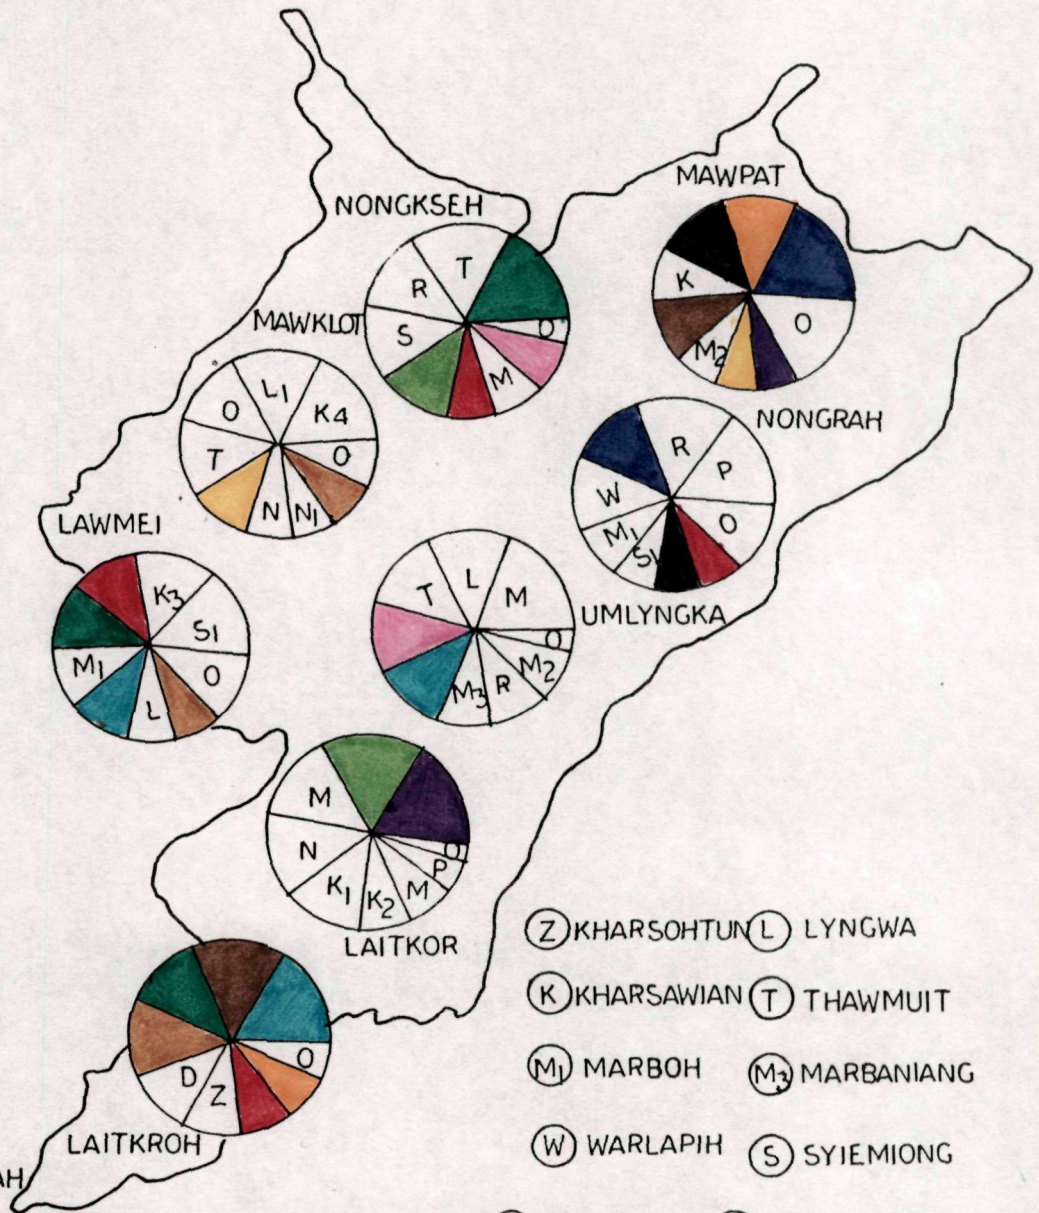 MAWPAT
NONGKSEH
T
R
S
M
O
K
M2
O
MAWKLOT
L1
K4
O
O
T
N
N1
NONGRAH
R
P
W
O
M1
S1
LAWMEI
K3
S1
M1
O
L
T
L
M
O
M2
R
M3
UMLYNGKA
M
N
K1
K2
M
P
O
LAITKOR
O
D
Z
LAITKROH
AH
Z KHARSOHTUN L LYNGWA
K KHARSAWIAN T THAWMUIT
M1 MARBOH M3 MARBANIANG
W WARLAPIH S SYIEMIONG